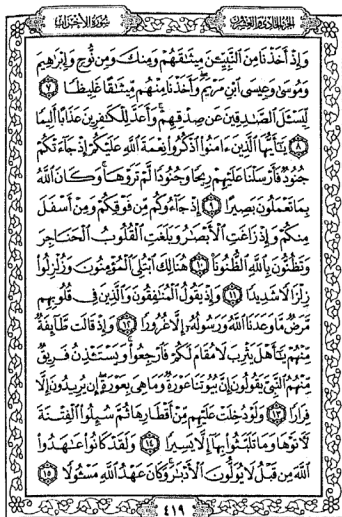 الجزء الحادي والعشرون سورة الأحزاب
وَإِذْ أَخَذْنَا مِنَ النَّبِيِّۦنَ مِيثَٰقَهُمْ وَمِنكَ وَمِن نُّوحٍ وَإِبْرَٰهِيمَ
وَمُوسَىٰ وَعِيسَى ابْنِ مَرْيَمَ ۖ وَأَخَذْنَا مِنْهُم مِّيثَٰقًا غَلِيظًا ٧
لِّيَسْـَٔلَ الصَّٰدِقِينَ عَن صِدْقِهِمْ ۚ وَأَعَدَّ لِلْكَٰفِرِينَ عَذَابًا أَلِيمًا
٨ يَٰٓأَيُّهَا الَّذِينَ ءَامَنُوا اذْكُرُوا نِعْمَةَ اللَّهِ عَلَيْكُمْ إِذْ جَآءَتْكُمْ
جُنُودٌ فَأَرْسَلْنَا عَلَيْهِمْ رِيحًا وَجُنُودًا لَّمْ تَرَوْهَا ۚ وَكَانَ اللَّهُ
بِمَا تَعْمَلُونَ بَصِيرًا ٩ إِذْ جَآءُوكُم مِّن فَوْقِكُمْ وَمِنْ أَسْفَلَ
مِنكُمْ وَإِذْ زَاغَتِ الْأَبْصَٰرُ وَبَلَغَتِ الْقُلُوبُ الْحَنَاجِرَ
وَتَظُنُّونَ بِاللَّهِ الظُّنُونَا ١٠ هُنَالِكَ ابْتُلِيَ الْمُؤْمِنُونَ وَزُلْزِلُوا
زِلْزَالًا شَدِيدًا ١١ وَإِذْ يَقُولُ الْمُنَٰفِقُونَ وَالَّذِينَ فِي قُلُوبِهِم
مَّرَضٌ مَّا وَعَدَنَا اللَّهُ وَرَسُولُهُۥٓ إِلَّا غُرُورًا ١٢ وَإِذْ قَالَت طَّآئِفَةٌ
مِّنْهُمْ يَٰٓأَهْلَ يَثْرِبَ لَا مُقَامَ لَكُمْ فَارْجِعُوا ۚ وَيَسْتَـْٔذِنُ فَرِيقٌ
مِّنْهُمُ النَّبِيَّ يَقُولُونَ إِنَّ بُيُوتَنَا عَوْرَةٌ وَمَا هِيَ بِعَوْرَةٍ ۖ إِن يُرِيدُونَ إِلَّا
فِرَارًا ١٣ وَلَوْ دُخِلَتْ عَلَيْهِم مِّنْ أَقْطَارِهَا ثُمَّ سُئِلُوا الْفِتْنَةَ
لَءَاتَوْهَا وَمَا تَلَبَّثُوا بِهَآ إِلَّا يَسِيرًا ١٤ وَلَقَدْ كَانُوا عَٰهَدُوا
اللَّهَ مِن قَبْلُ لَا يُوَلُّونَ الْأَدْبَٰرَ ۚ وَكَانَ عَهْدُ اللَّهِ مَسْـُٔولًا ١٥
٤١٩